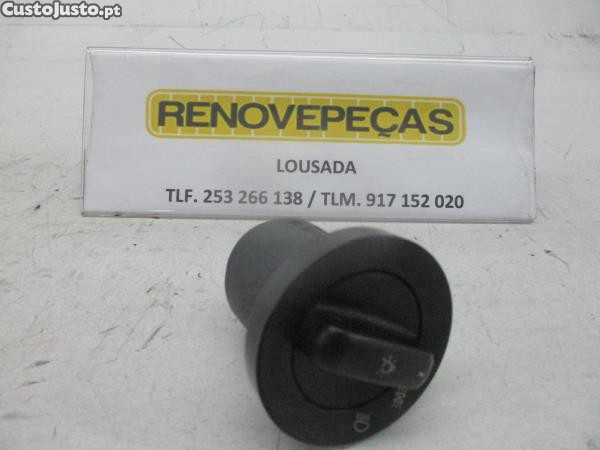 CustoJusto.pt
RENOVEPEÇAS
LOUSADA
TLF. 253 266 138 / TLM. 917 152 020